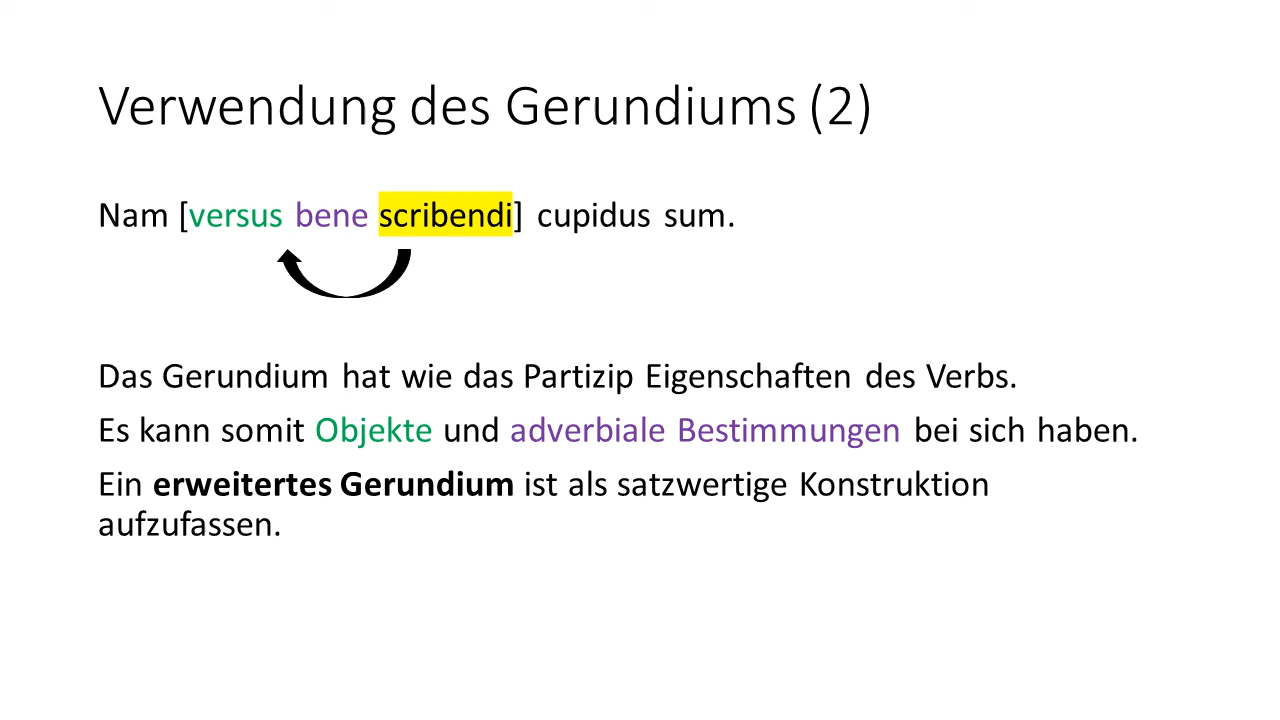 Verwendung des Gerundiums (2)
Nam [versus bene scribendi] cupidus sum.
Das Gerundium hat wie das Partizip Eigenschaften des Verbs.
Es kann somit Objekte und adverbiale Bestimmungen bei sich haben.
Ein erweitertes Gerundium ist als satzwertige Konstruktion
aufzufassen.